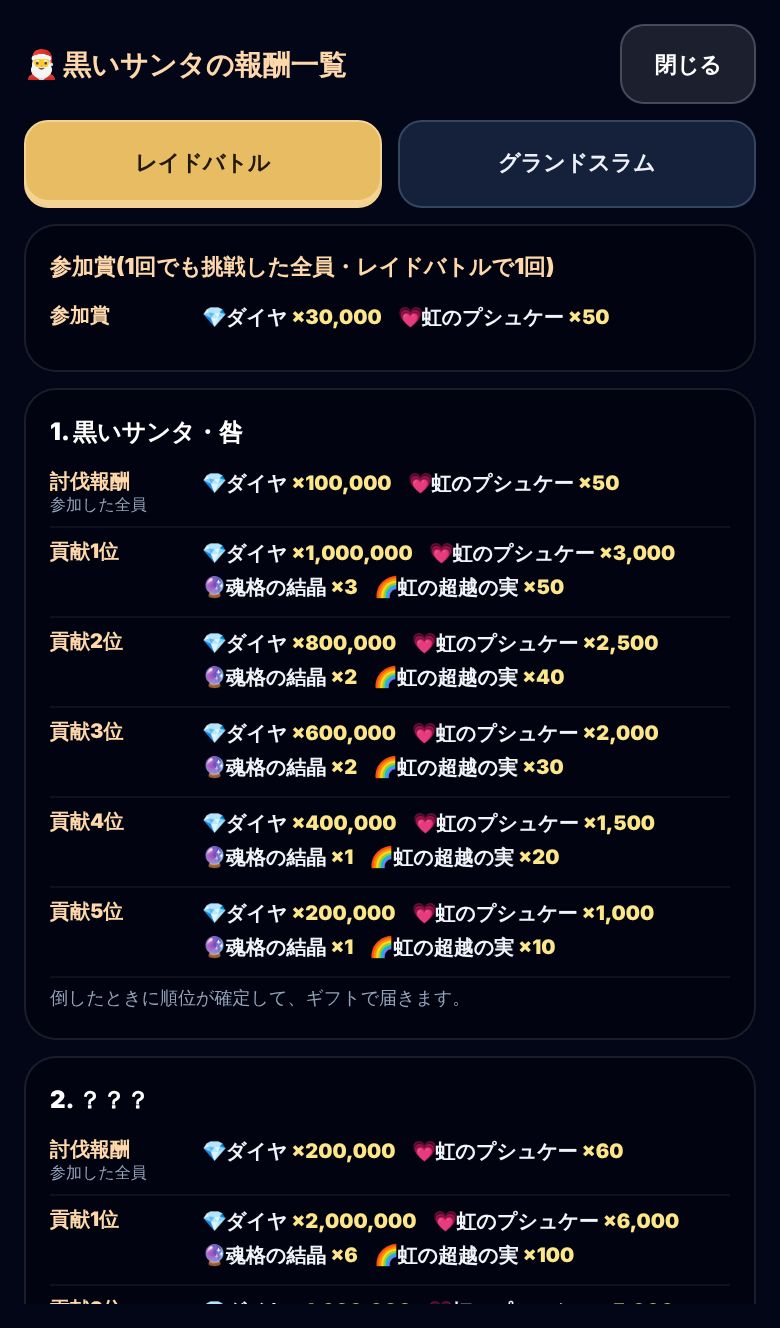 🎅黒いサンタの報酬一覧
閉じる
レイドバトル
グランドスラム
参加賞(1回でも挑戦した全員・レイドバトルで1回)
参加賞 💎ダイヤ ×30,000 💗虹のプシュケー ×50
1. 黒いサンタ・咎
討伐報酬 💎ダイヤ ×100,000 💗虹のプシュケー ×50
参加した全員
貢献1位 💎ダイヤ ×1,000,000 💗虹のプシュケー ×3,000
🔮魂格の結晶 ×3 🌈虹の超越の実 ×50
貢献2位 💎ダイヤ ×800,000 💗虹のプシュケー ×2,500
🔮魂格の結晶 ×2 🌈虹の超越の実 ×40
貢献3位 💎ダイヤ ×600,000 💗虹のプシュケー ×2,000
🔮魂格の結晶 ×2 🌈虹の超越の実 ×30
貢献4位 💎ダイヤ ×400,000 💗虹のプシュケー ×1,500
🔮魂格の結晶 ×1 🌈虹の超越の実 ×20
貢献5位 💎ダイヤ ×200,000 💗虹のプシュケー ×1,000
🔮魂格の結晶 ×1 🌈虹の超越の実 ×10
倒したときに順位が確定して、ギフトで届きます。
2. ？？？
討伐報酬 💎ダイヤ ×200,000 💗虹のプシュケー ×60
参加した全員
貢献1位 💎ダイヤ ×2,000,000 💗虹のプシュケー ×6,000
🔮魂格の結晶 ×6 🌈虹の超越の実 ×100